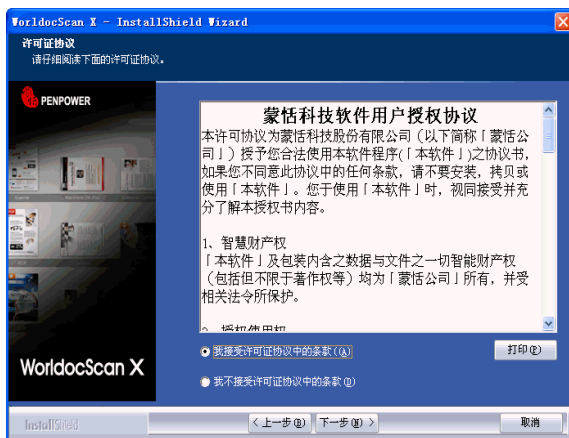 WorldocScan X - InstallShield Wizard
许可证协议
请仔细阅读下面的许可证协议。
PENPOWER
蒙恬科技软件用户授权协议
本许可协议为蒙恬科技股份有限公司（以下简称「蒙恬公
司」）授予您合法使用本软件程序(「本软件」)之协议书，
如果您不同意此协议中的任何条款，请不要安装，拷贝或
使用「本软件」。您于使用「本软件」时，视同接受并充
分了解本授权书内容。
1、智慧财产权
「本软件」及包装内含之数据与文件之一切智能财产权
（包括但不限于著作权等）均为「蒙恬公司」所有，并受
相关法令所保护。
2、授权使用权
我接受许可证协议中的条款(A)
打印(P)
我不接受许可证协议中的条款(D)
WorldocScan X
InstallShield
< 上一步(B)
下一步(N) >
取消